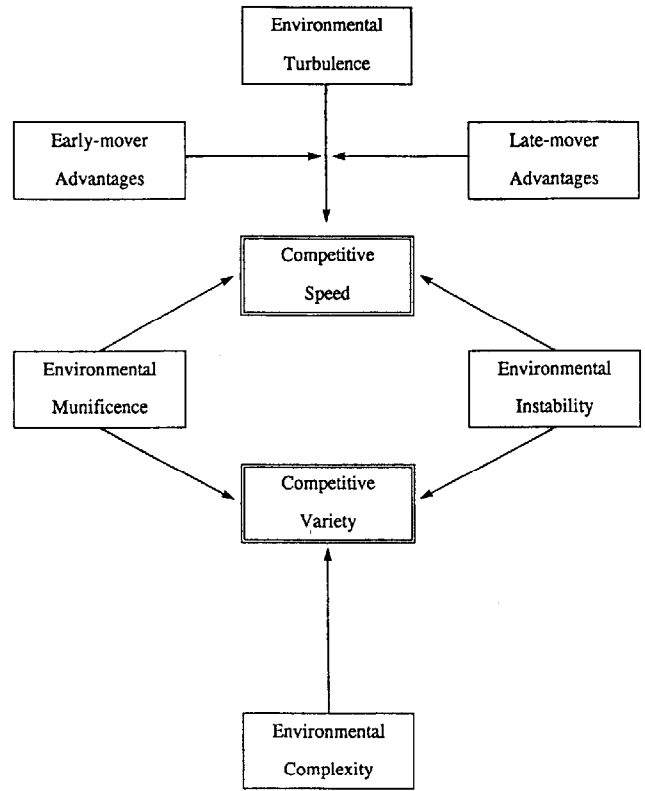 Environmental
Turbulence
Early-mover
Advantages
Late-mover
Advantages
Competitive
Speed
Environmental
Munificence
Environmental
Instability
Competitive
Variety
Environmental
Complexity